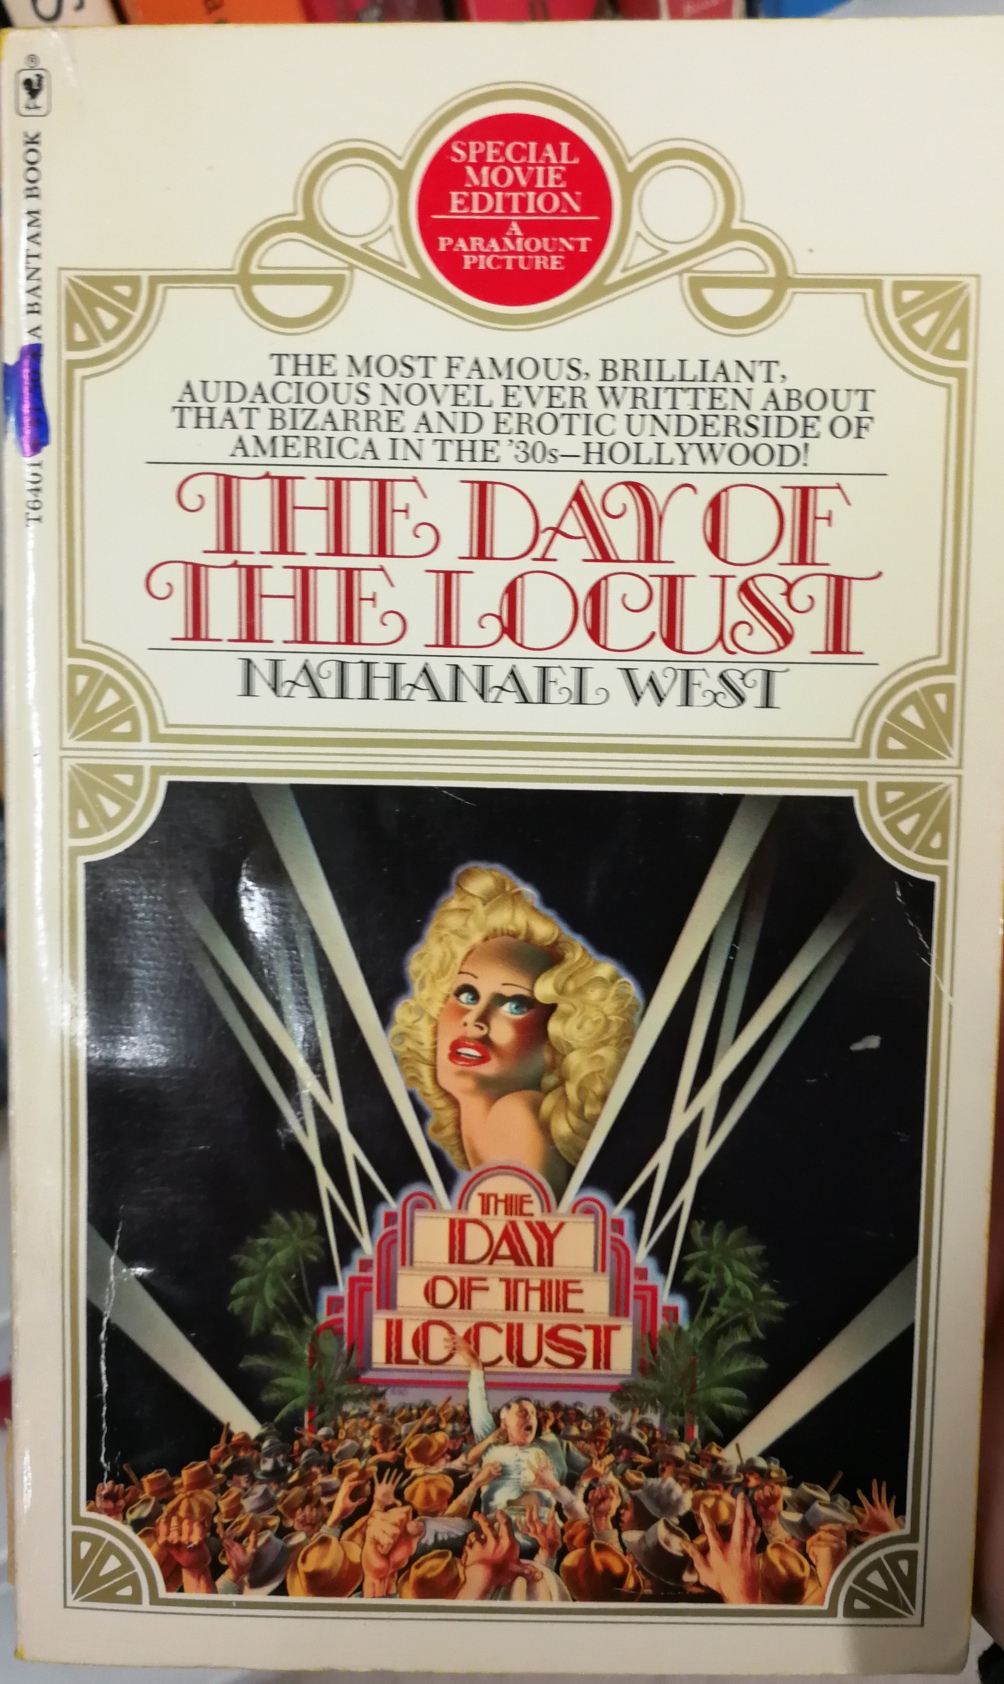 SPECIAL
MOVIE
EDITION
A
PARAMOUNT
PICTURE
THE MOST FAMOUS, BRILLIANT,
AUDACIOUS NOVEL EVER WRITTEN ABOUT
THAT BIZARRE AND EROTIC UNDERSIDE OF
AMERICA IN THE '30s—HOLLYWOOD!
THE DAY OF
THE LOCUST
NATHANAEL WEST
THE
DAY
OF THE
LOCUST
A BANTAM BOOK
T6461